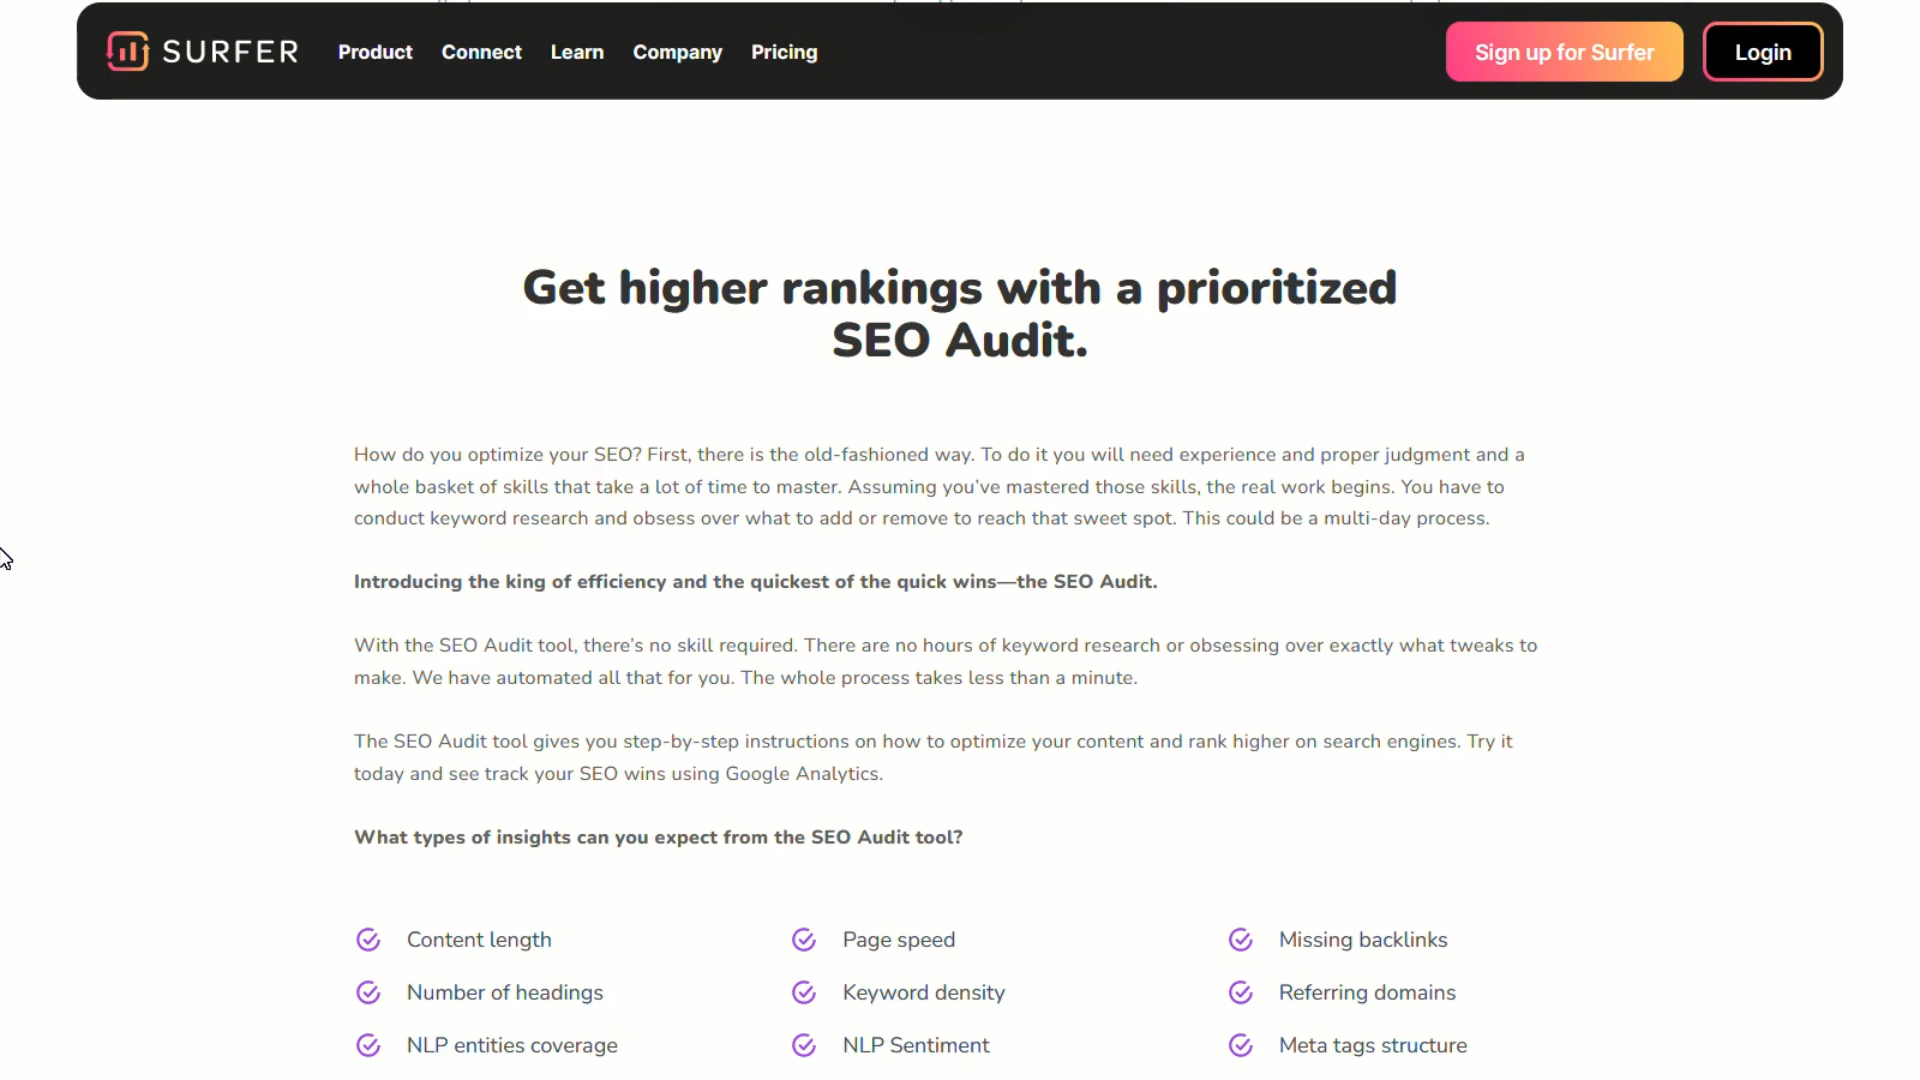 SURFER
Product
Connect
Learn
Company
Pricing
Sign up for Surfer
Login
Get higher rankings with a prioritized
SEO Audit.
How do you optimize your SEO? First, there is the old-fashioned way. To do it you will need experience and proper judgment and a
whole basket of skills that take a lot of time to master. Assuming you’ve mastered those skills, the real work begins. You have to
conduct keyword research and obsess over what to add or remove to reach that sweet spot. This could be a multi-day process.
Introducing the king of efficiency and the quickest of the quick wins—the SEO Audit.
With the SEO Audit tool, there’s no skill required. There are no hours of keyword research or obsessing over exactly what tweaks to
make. We have automated all that for you. The whole process takes less than a minute.
The SEO Audit tool gives you step-by-step instructions on how to optimize your content and rank higher on search engines. Try it
today and see track your SEO wins using Google Analytics.
What types of insights can you expect from the SEO Audit tool?
Content length
Page speed
Missing backlinks
Number of headings
Keyword density
Referring domains
NLP entities coverage
NLP Sentiment
Meta tags structure